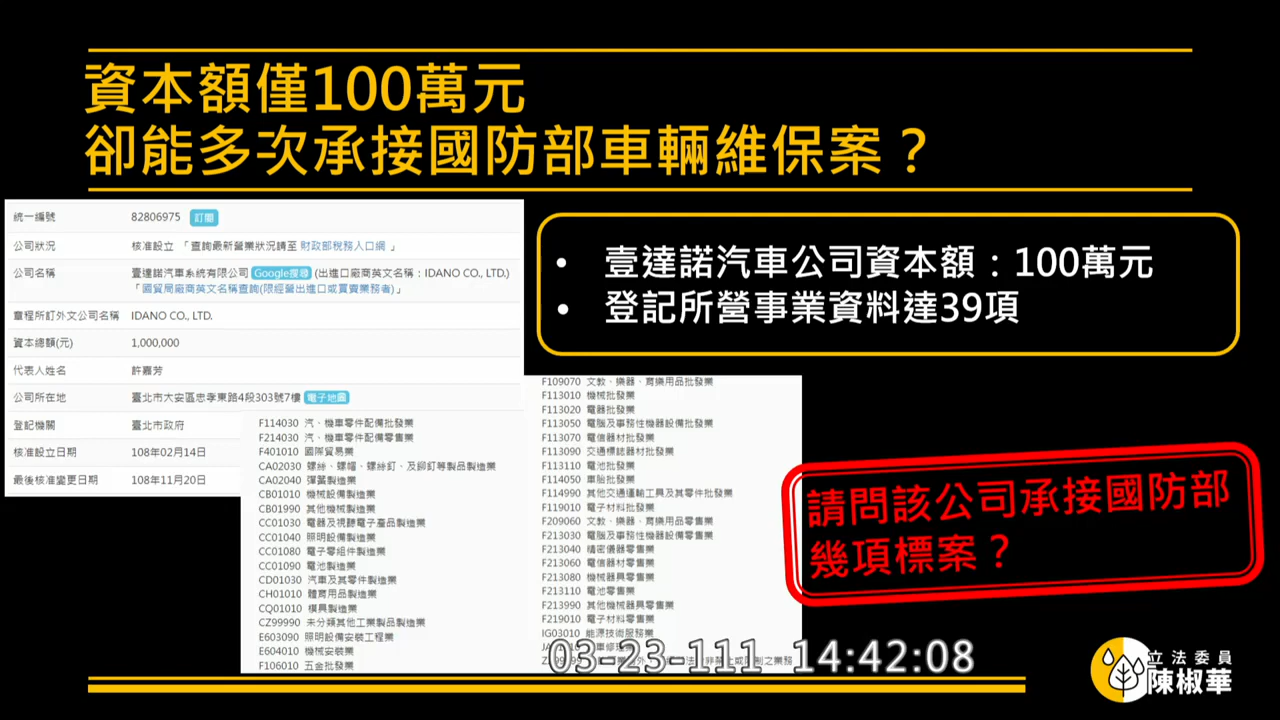 資本額僅100萬元
卻能多次承接國防部車輛維保案？
統一編號 82806975 訂閱
公司狀況 核准設立 「查詢最新營業狀況請至 財政部稅務入口網 」
公司名稱 壹達諾汽車系統有限公司 Google搜尋 (出進口廠商英文名稱：IDANO CO., LTD.)
「國貿局廠商英文名稱查詢(限經營出進口或買賣業務者)」
章程所訂外文公司名稱 IDANO CO., LTD.
資本總額(元) 1,000,000
代表人姓名 許嘉芳
公司所在地 臺北市大安區忠孝東路4段303號7樓 電子地圖
登記機關 臺北市政府
核准設立日期 108年02月14日
最後核准變更日期 108年11月20日
• 壹達諾汽車公司資本額：100萬元
• 登記所營事業資料達39項
F114030 汽、機車零件配備批發業
F214030 汽、機車零件配備零售業
F401010 國際貿易業
CA02030 螺絲、螺帽、螺絲釘、及鉚釘等製品製造業
CA02040 彈簧製造業
CB01010 機械設備製造業
CB01990 其他機械製造業
CC01030 電器及視聽電子產品製造業
CC01040 照明設備製造業
CC01080 電子零組件製造業
CC01090 電池製造業
CD01030 汽車及其零件製造業
CH01010 體育用品製造業
CQ01010 模具製造業
CZ99990 未分類其他工業製品製造業
E603090 照明設備安裝工程業
E604010 機械安裝業
F106010 五金批發業
F109070 文教、樂器、育樂用品批發業
F113010 機械批發業
F113020 電器批發業
F113050 電腦及事務性機器設備批發業
F113070 電信器材批發業
F113090 交通標誌器材批發業
F113110 電池批發業
F114050 車胎批發業
F114990 其他交通運輸工具及其零件批發業
F119010 電子材料批發業
F209060 文教、樂器、育樂用品零售業
F213030 電腦及事務性機器設備零售業
F213040 精密儀器零售業
F213060 電信器材零售業
F213080 機械器具零售業
F213110 電池零售業
F213990 其他機械器具零售業
F219010 電子材料零售業
IG03010 能源技術服務業
請問該公司承接國防部
幾項標案？
03-23-111 14:42:08
立法委員
陳椒華